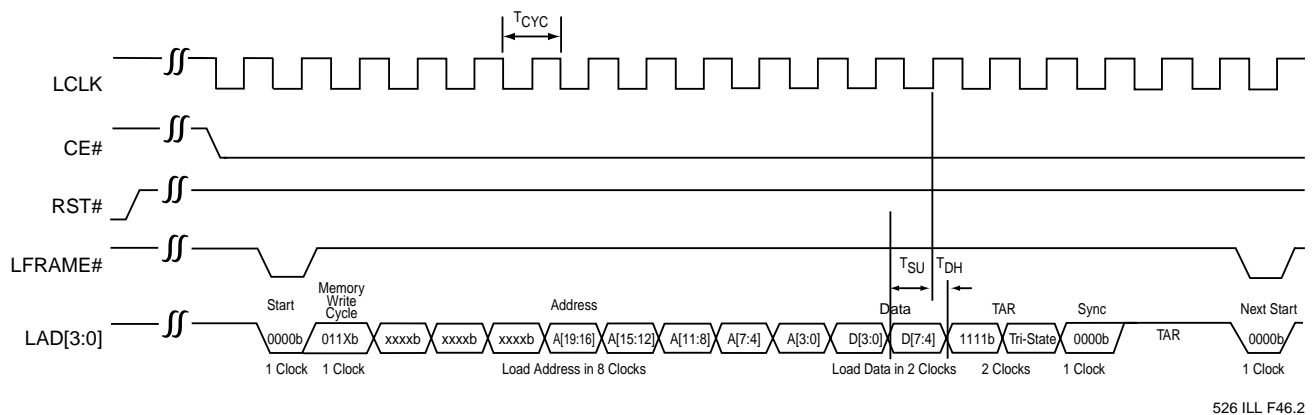 TCYC
LCLK
CE#
RST#
LFRAME#
TSU TDH
Start Memory Write Cycle Address Data TAR Sync Next Start
LAD[3:0] 0000b 011Xb xxxxb xxxxb xxxxb A[19:16] A[15:12] A[11:8] A[7:4] A[3:0] D[3:0] D[7:4] 1111b Tri-State 0000b TAR 0000b
1 Clock 1 Clock Load Address in 8 Clocks Load Data in 2 Clocks 2 Clocks 1 Clock 1 Clock
526 ILL F46.2